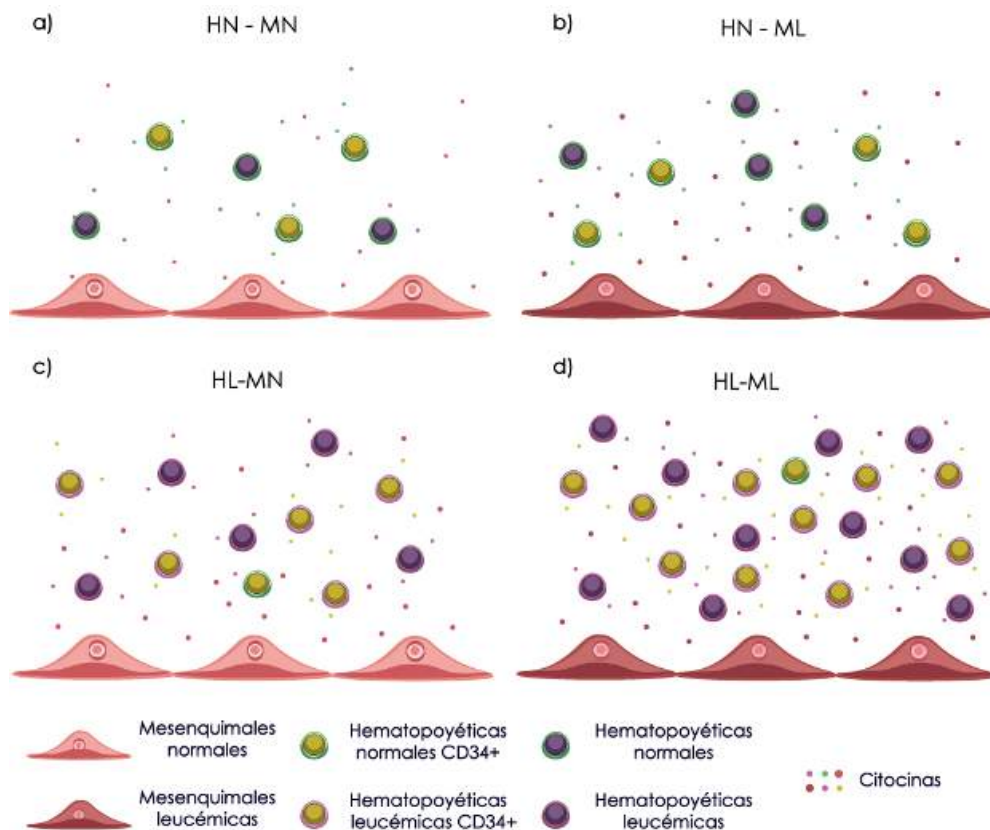 a)
HN - MN
b)
HN - ML
c)
HL-MN
d)
HL-ML
Mesenquimales
normales
Hematopoyéticas
normales CD34+
Hematopoyéticas
normales
Citocinas
Mesenquimales
leucémicas
Hematopoyéticas
leucémicas CD34+
Hematopoyéticas
leucémicas